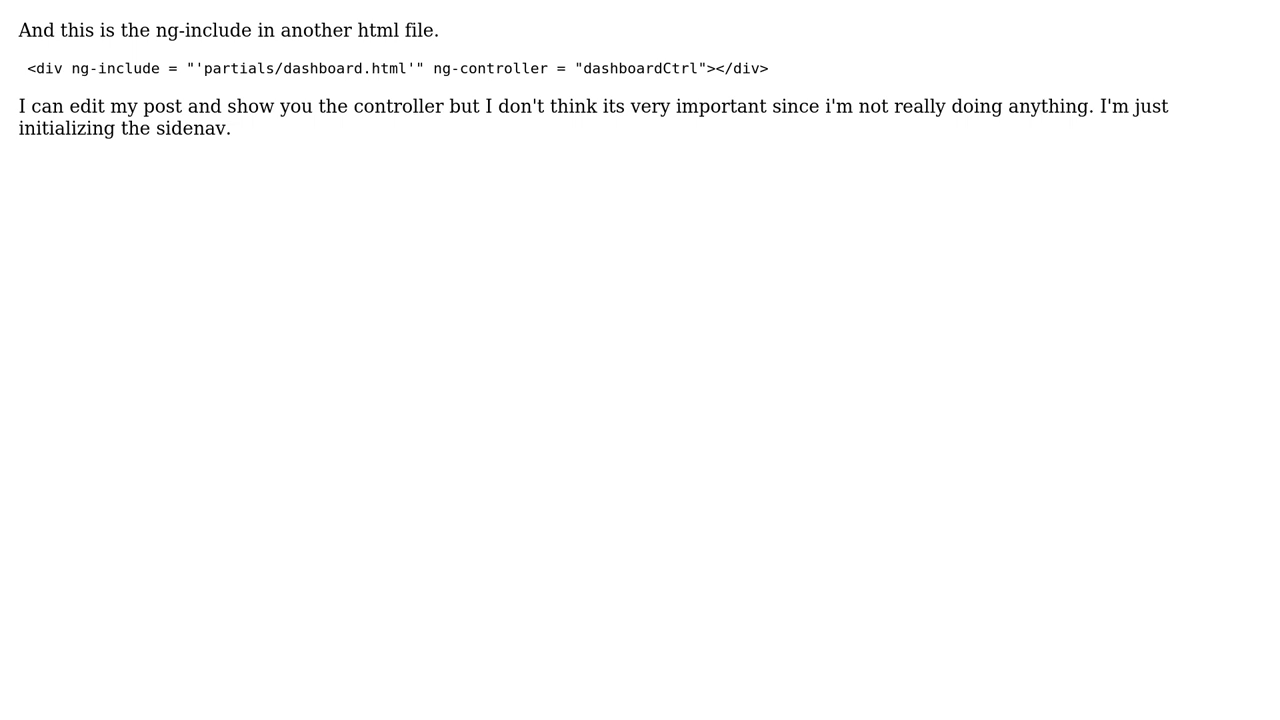 And this is the ng-include in another html file.
<div ng-include = "'partials/dashboard.html'" ng-controller = "dashboardCtrl"></div>
I can edit my post and show you the controller but I don't think its very important since i'm not really doing anything. I'm just
initializing the sidenav.